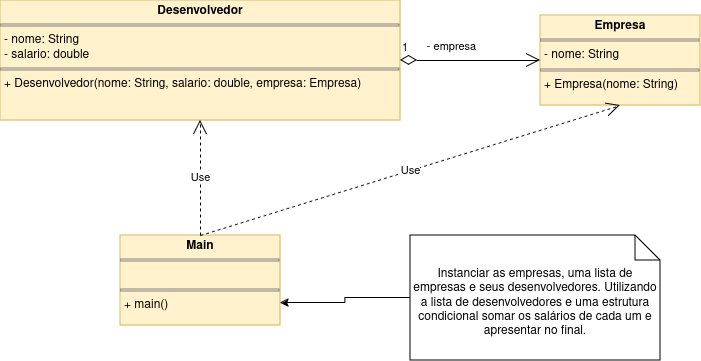 Desenvolvedor
- nome: String
- salario: double
+ Desenvolvedor(nome: String, salario: double, empresa: Empresa)
1
- empresa
Empresa
- nome: String
+ Empresa(nome: String)
Use
Use
Main
+ main()
Instanciar as empresas, uma lista de
empresas e seus desenvolvedores. Utilizando
a lista de desenvolvedores e uma estrutura
condicional somar os salários de cada um e
apresentar no final.